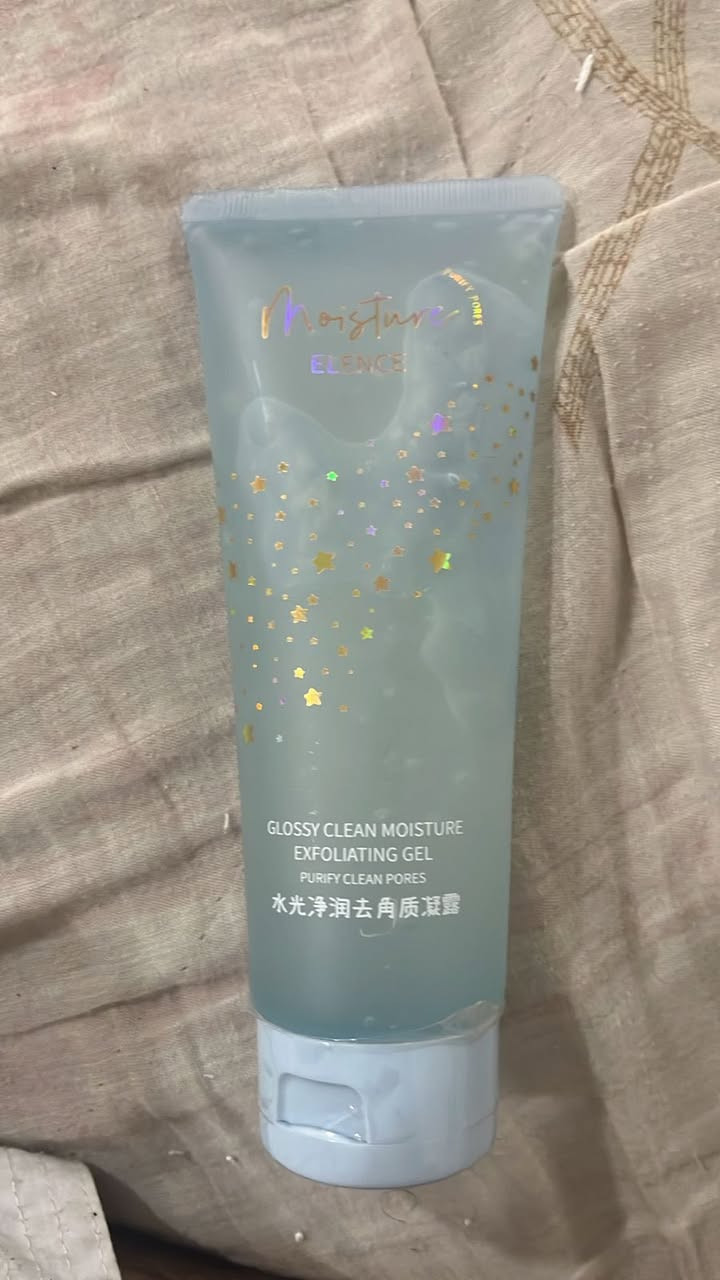 Moisture
PURIFY PORES
ELENCE
GLOSSY CLEAN MOISTURE
EXFOLIATING GEL
PURIFY CLEAN PORES
水光净润去角质凝露